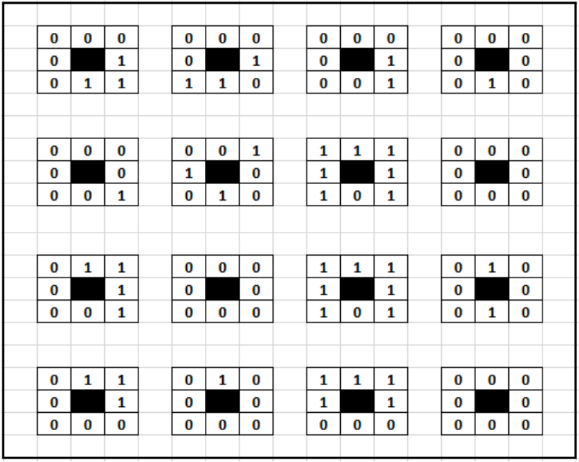 0 0 0 0 0 0 0 0 0 0 0 0
0 1 0 1 0 1 0 0
0 1 1 1 1 0 0 0 1 0 1 0
0 0 0 0 0 1 1 1 1 0 0 0
0 0 1 0 1 1 0 0
0 0 1 0 1 0 1 0 1 0 0 0
0 1 1 0 0 0 1 1 1 0 1 0
0 1 0 0 1 1 0 0
0 0 1 0 0 0 1 0 1 0 1 0
0 1 1 0 1 0 1 1 1 0 0 0
0 1 0 0 1 1 0 0
0 0 0 0 0 0 0 0 0 0 0 0